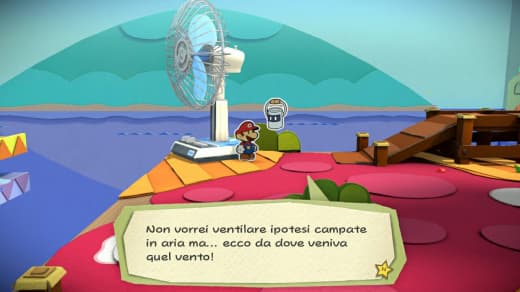 Non vorrei ventilare ipotesi campate
in aria ma... ecco da dove veniva
quel vento!